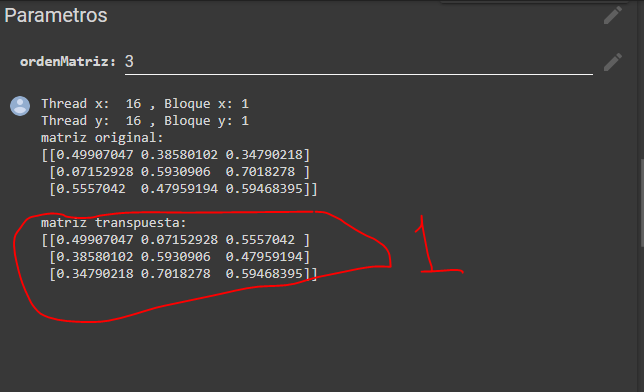 Parametros
ordenMatriz: 3
Thread x:  16 , Bloque x: 1
Thread y:  16 , Bloque y: 1
matriz original:
[[0.49907047 0.38580102 0.34790218]
 [0.07152928 0.5930906  0.7018278 ]
 [0.5557042  0.47959194 0.59468395]]
matriz transpuesta:
[[0.49907047 0.07152928 0.5557042 ]
 [0.38580102 0.5930906  0.47959194]
 [0.34790218 0.7018278  0.59468395]]
1